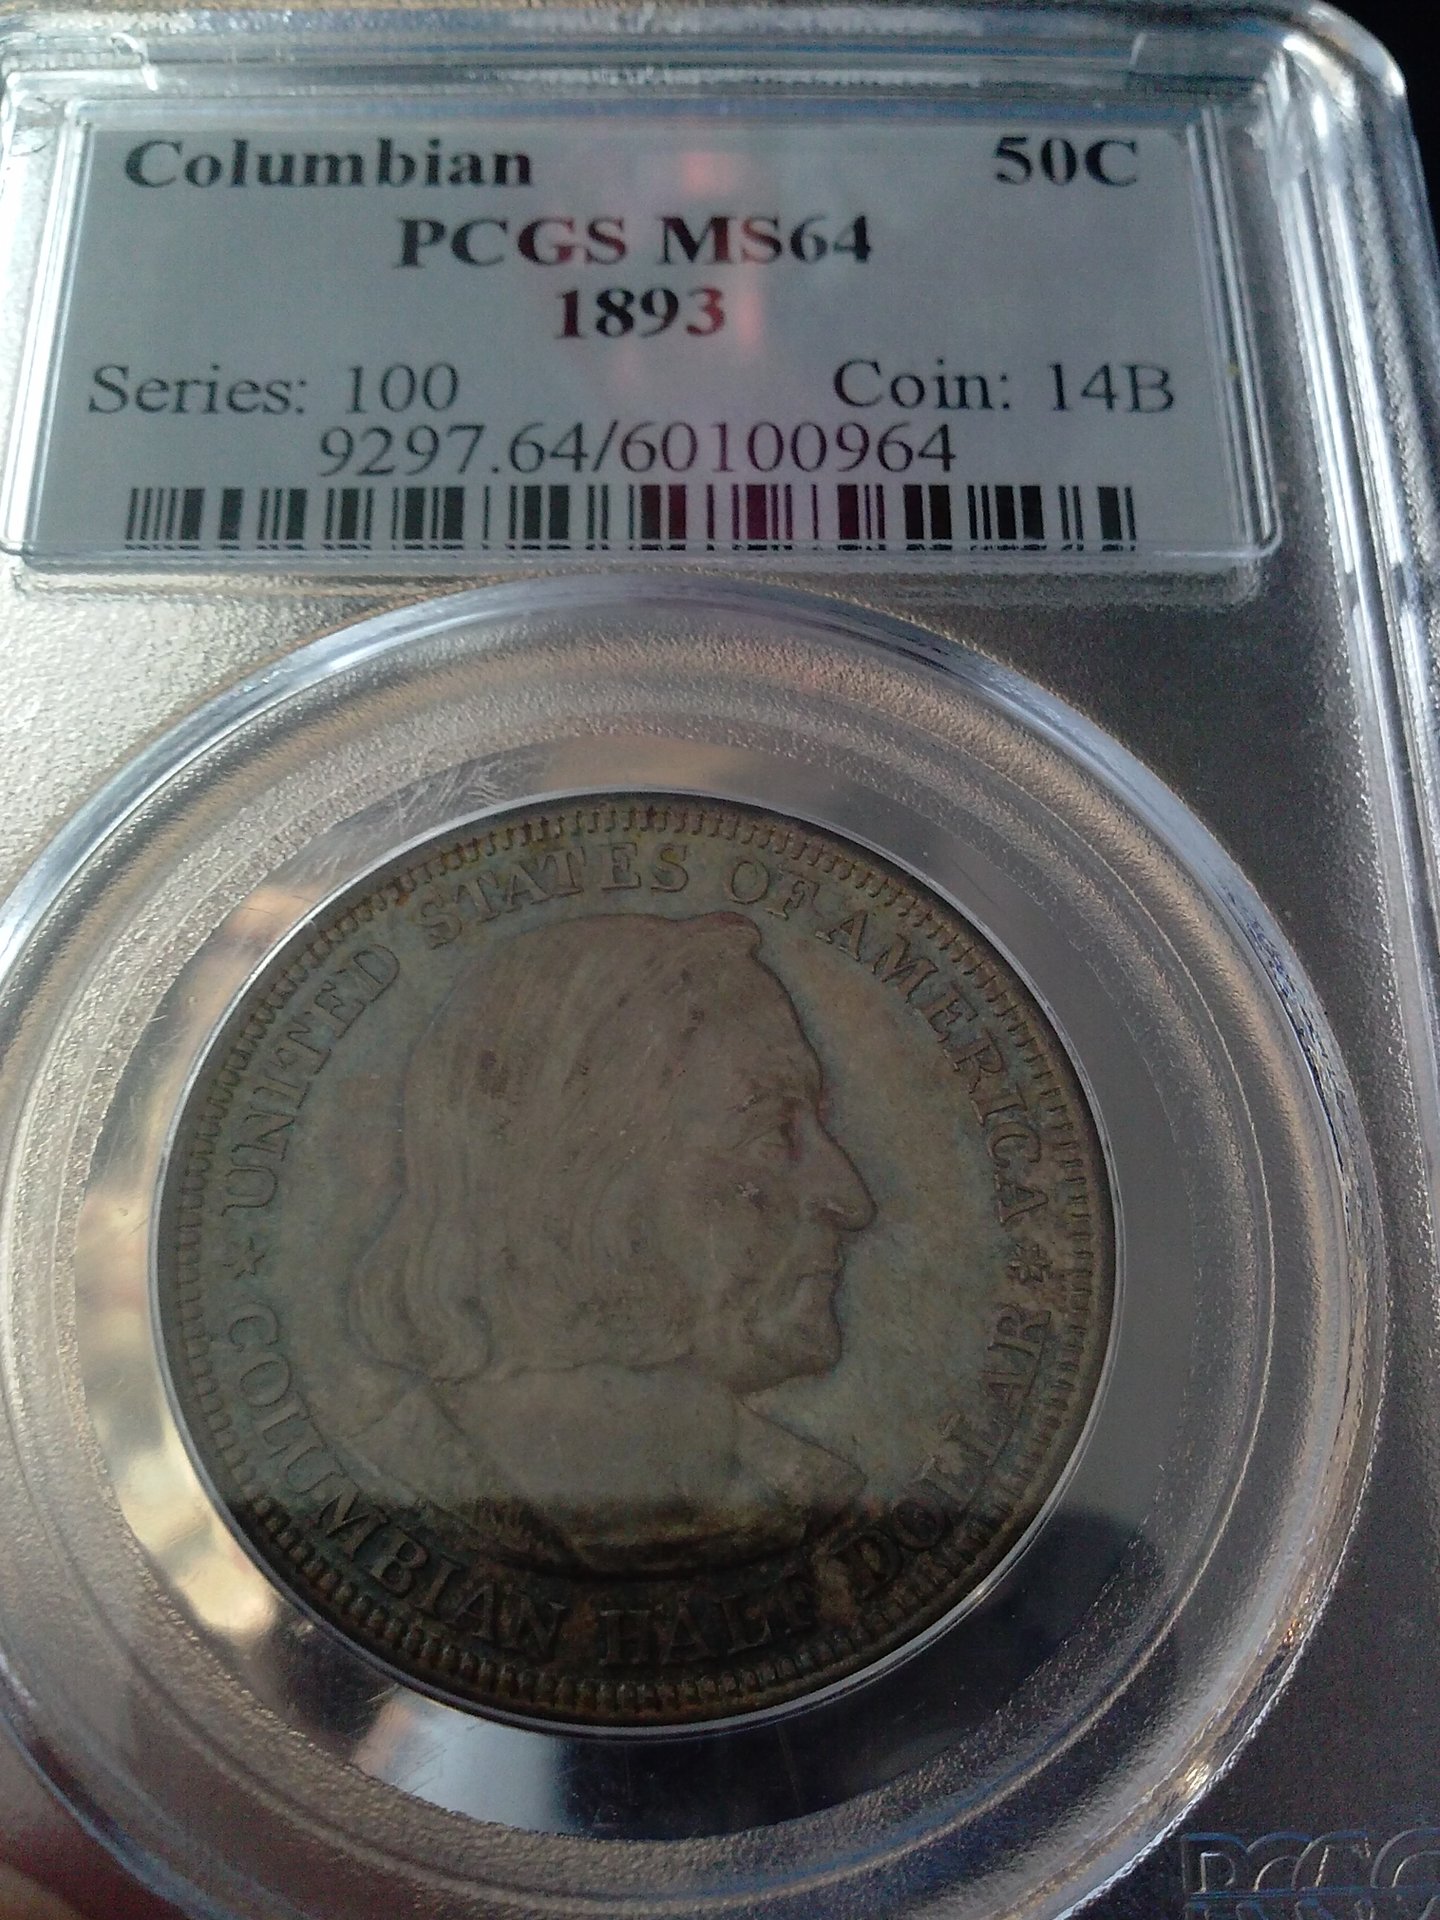 Columbian 50C
PCGS MS64
1893
Series: 100 Coin: 14B
9297.64/60100964
UNITED STATES OF AMERICA
COLUMBIAN HALF DOLLAR
PCGS